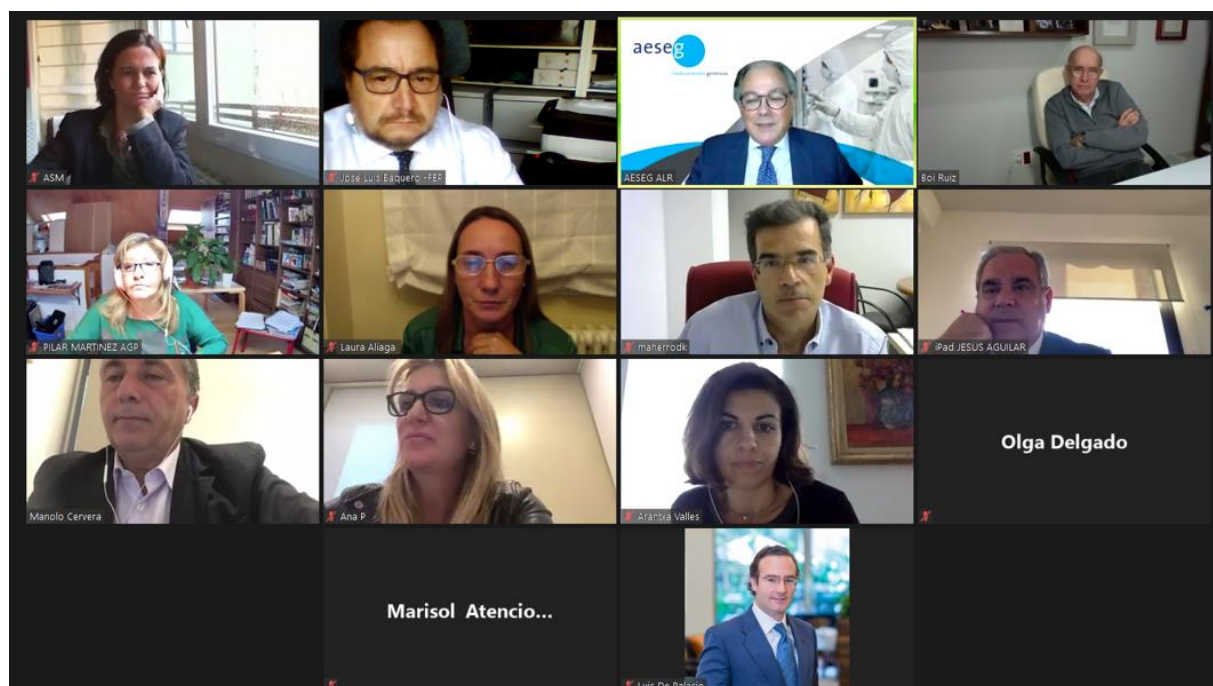 ASM
Jose Luis Baquero -FEP
aeseg
medicamentos genéricos
AESEG ALR
Boi Ruiz
PILAR MARTINEZ AGP
Laura Aliaga
maherrodk
iPad JESUS AGUILAR
Manolo Cervera
Ana P
Arantxa Valles
Olga Delgado
Marisol Atencio...
Luis De Palacio